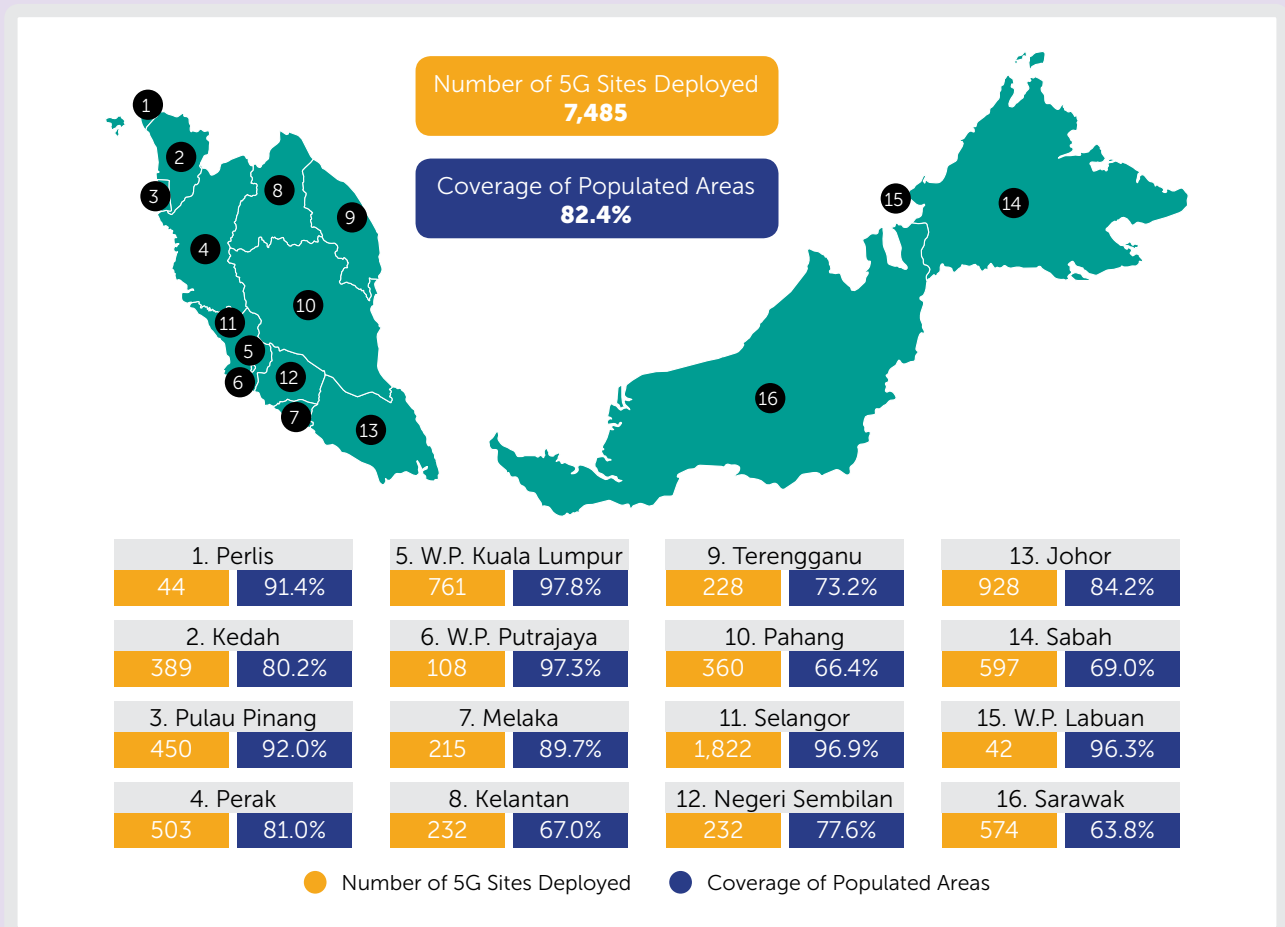 Number of 5G Sites Deployed
7,485
Coverage of Populated Areas
82.4%
1
2
3
4
5
6
7
8
9
10
11
12
13
14
15
16
1. Perlis
44 91.4%
2. Kedah
389 80.2%
3. Pulau Pinang
450 92.0%
4. Perak
503 81.0%
5. W.P. Kuala Lumpur
761 97.8%
6. W.P. Putrajaya
108 97.3%
7. Melaka
215 89.7%
8. Kelantan
232 67.0%
9. Terengganu
228 73.2%
10. Pahang
360 66.4%
11. Selangor
1,822 96.9%
12. Negeri Sembilan
232 77.6%
13. Johor
928 84.2%
14. Sabah
597 69.0%
15. W.P. Labuan
42 96.3%
16. Sarawak
574 63.8%
Number of 5G Sites Deployed Coverage of Populated Areas